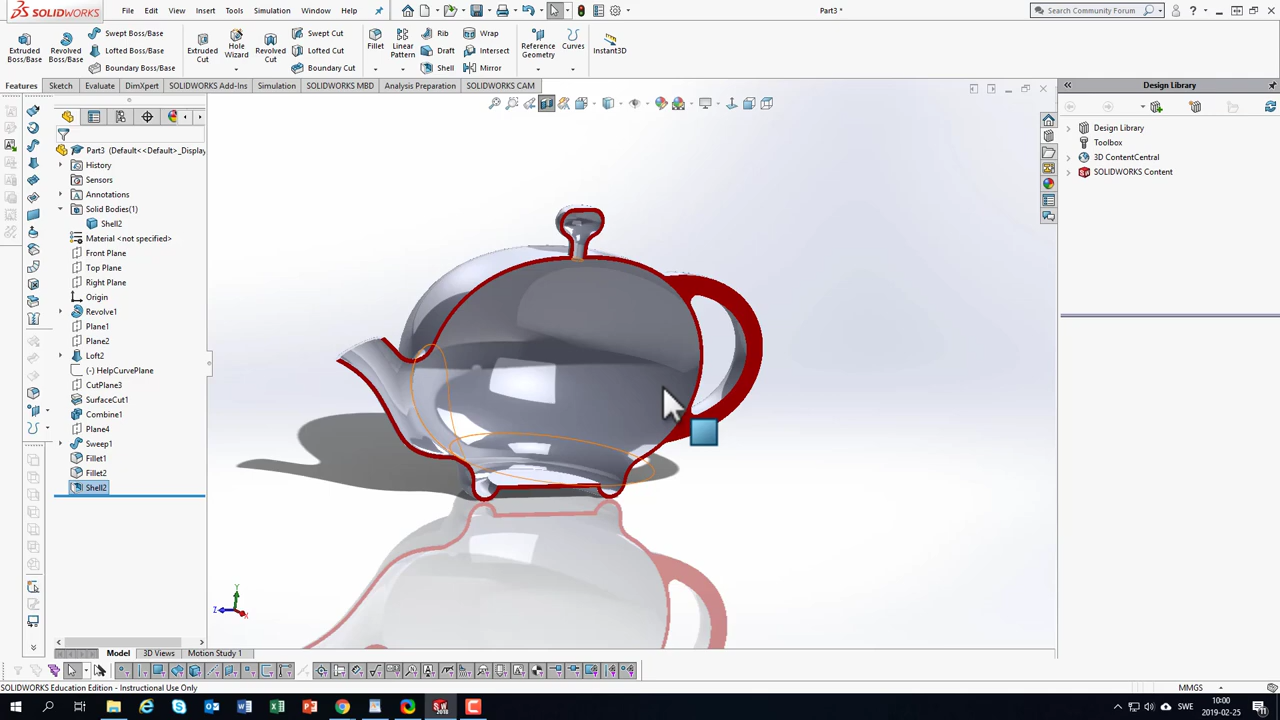 SOLIDWORKS
File Edit View Insert Tools Simulation Window Help
Part3 *
Search Community Forum
Extruded Boss/Base
Revolved Boss/Base
Swept Boss/Base
Lofted Boss/Base
Boundary Boss/Base
Extruded Cut
Hole Wizard
Revolved Cut
Swept Cut
Lofted Cut
Boundary Cut
Fillet
Linear Pattern
Rib
Draft
Shell
Wrap
Intersect
Mirror
Reference Geometry
Curves
Instant3D
Features Sketch Evaluate DimXpert Simulation SOLIDWORKS Add-Ins Simulation SOLIDWORKS MBD Analysis Preparation SOLIDWORKS CAM
Design Library
Part3 (Default<<Default>_Display
History
Sensors
Annotations
Solid Bodies(1)
Shell2
Material <not specified>
Front Plane
Top Plane
Right Plane
Origin
Revolve1
Plane1
Plane2
Loft2
(-) HelpCurvePlane
CutPlane3
SurfaceCut1
Combine1
Plane4
Sweep1
Fillet1
Fillet2
Shell2
Design Library
Toolbox
3D ContentCentral
SOLIDWORKS Content
Y
Z
X
Model 3D Views Motion Study 1
SOLIDWORKS Education Edition - Instructional Use Only
MMGS
SWE
10:00
2019-02-25